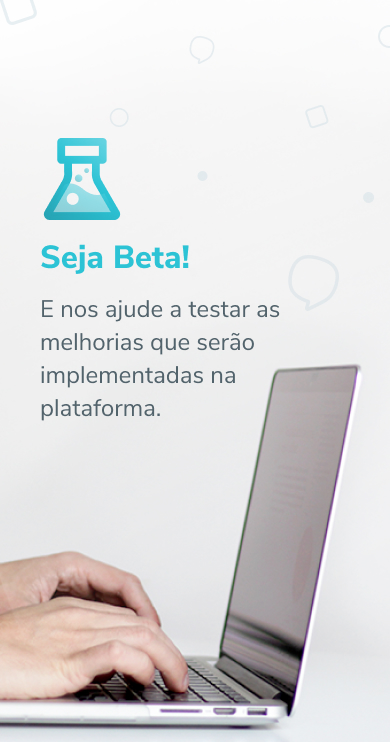 Seja Beta!
E nos ajude a testar as
melhorias que serão
implementadas na
plataforma.